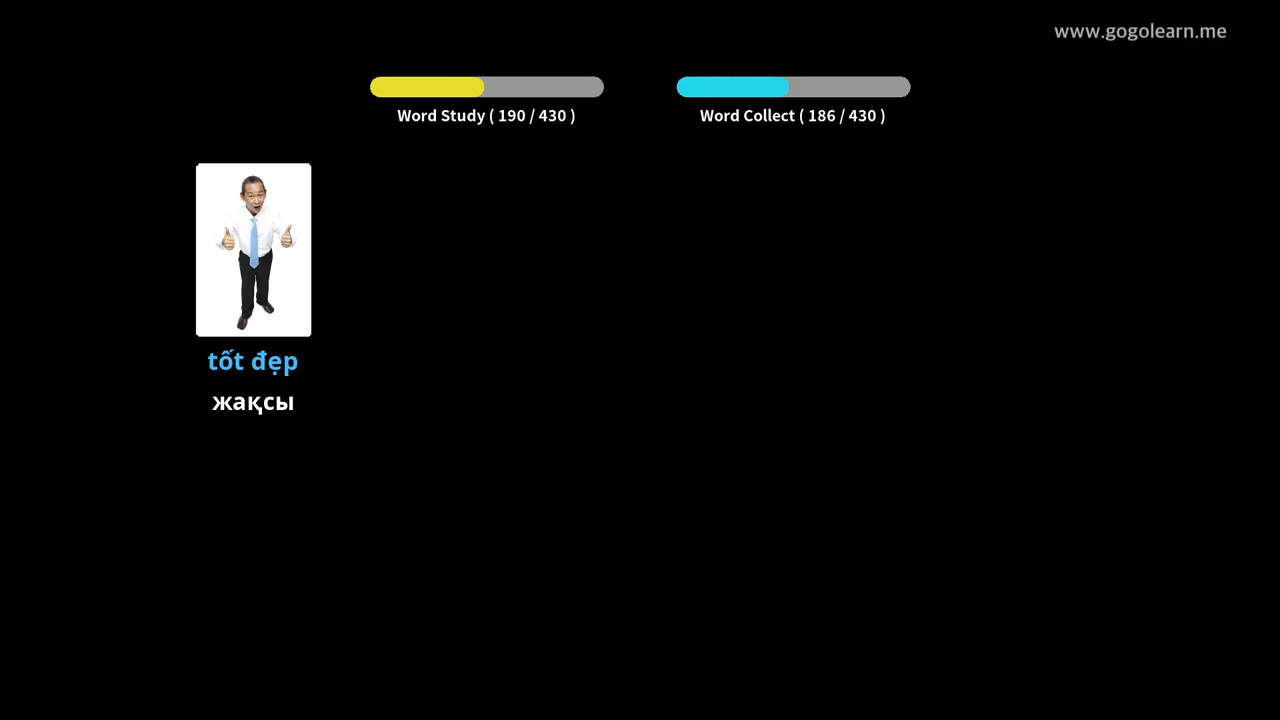 www.gogolearn.me
Word Study ( 190 / 430 )
Word Collect ( 186 / 430 )
tốt đẹp
жақсы